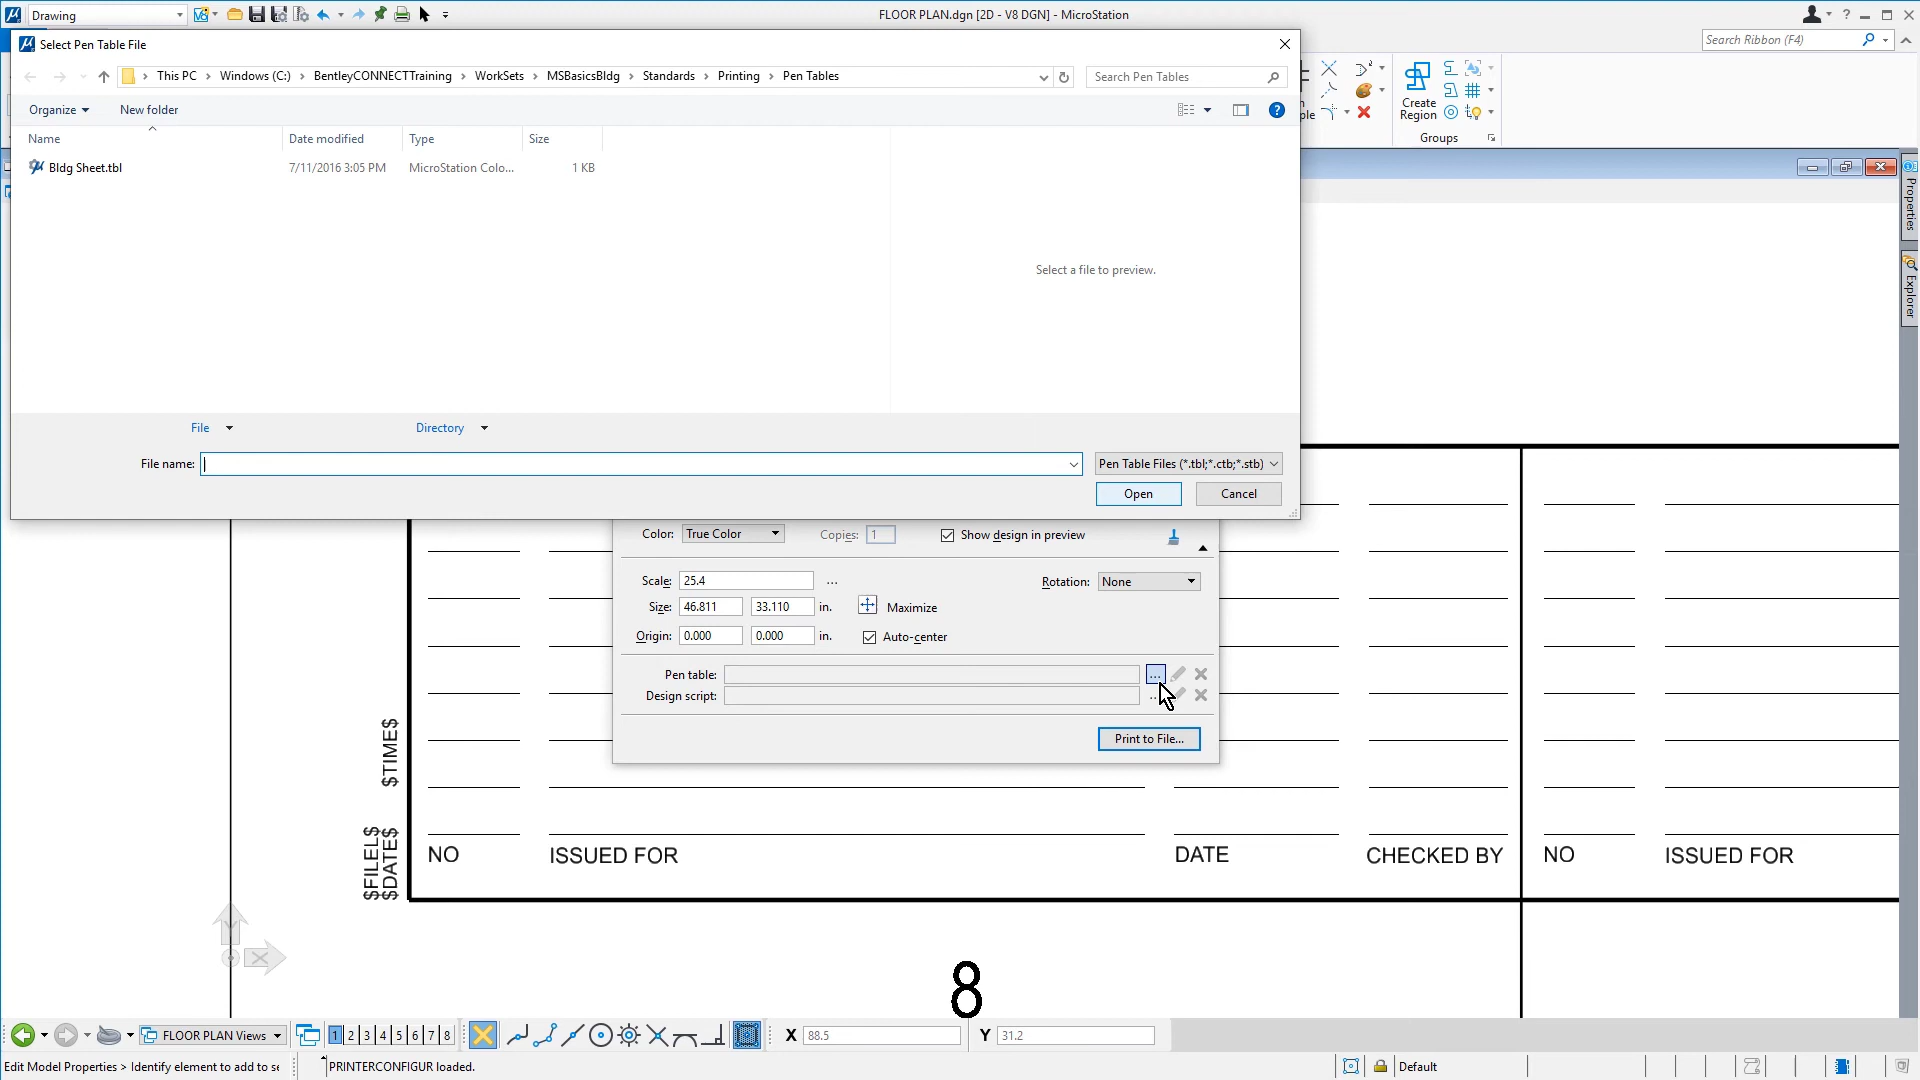 Drawing
FLOOR PLAN.dgn [2D - V8 DGN] - MicroStation
Search Ribbon (F4)
Select Pen Table File
This PC > Windows (C:) > BentleyCONNECTTraining > WorkSets > MSBasicsBldg > Standards > Printing > Pen Tables
Search Pen Tables
Organize
New folder
Name
Date modified
Type
Size
Bldg Sheet.tbl
7/11/2016 3:05 PM
MicroStation Colo...
1 KB
Select a file to preview.
File
Directory
File name:
Pen Table Files (*.tbl;*.ctb;*.stb)
Open
Cancel
Create
Region
Groups
Properties
Explorer
Color:
True Color
Copies:
1
Show design in preview
Scale:
25.4
...
Rotation:
None
Size:
46.811
33.110
in.
Maximize
Origin:
0.000
0.000
in.
Auto-center
Pen table:
...
Design script:
Print to File...
$TIME$
$FILEL$
$DATE$
NO
ISSUED FOR
DATE
CHECKED BY
NO
ISSUED FOR
8
FLOOR PLAN Views
1 2 3 4 5 6 7 8
X
88.5
Y
31.2
Edit Model Properties > Identify element to add to se
PRINTERCONFIGUR loaded.
Default